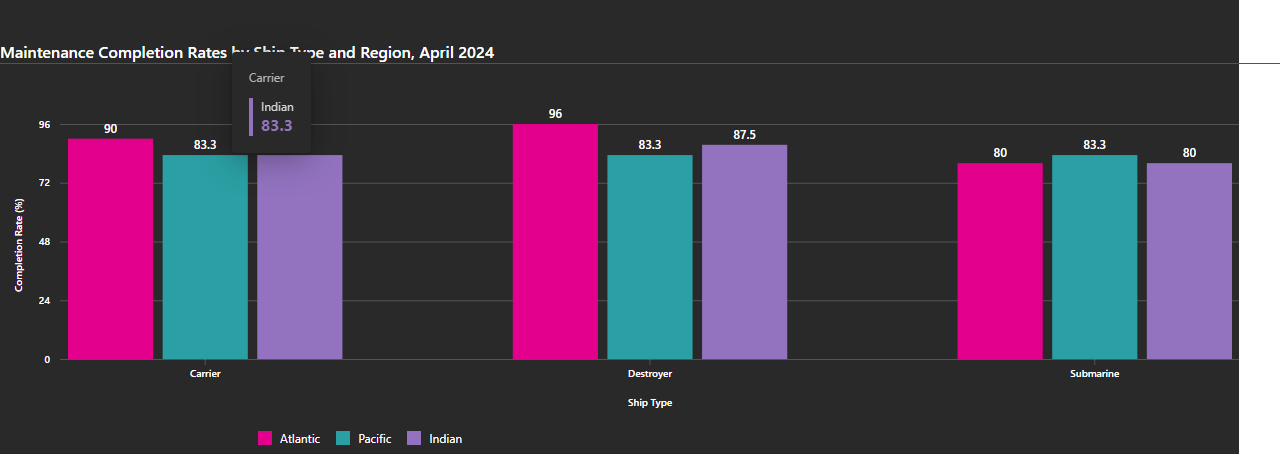 Maintenance Completion Rates by Ship Type and Region, April 2024
Carrier
Indian
83.3
96
72
48
24
0
Completion Rate (%)
90
83.3
96
83.3
87.5
80
83.3
80
Carrier
Destroyer
Submarine
Ship Type
Atlantic
Pacific
Indian